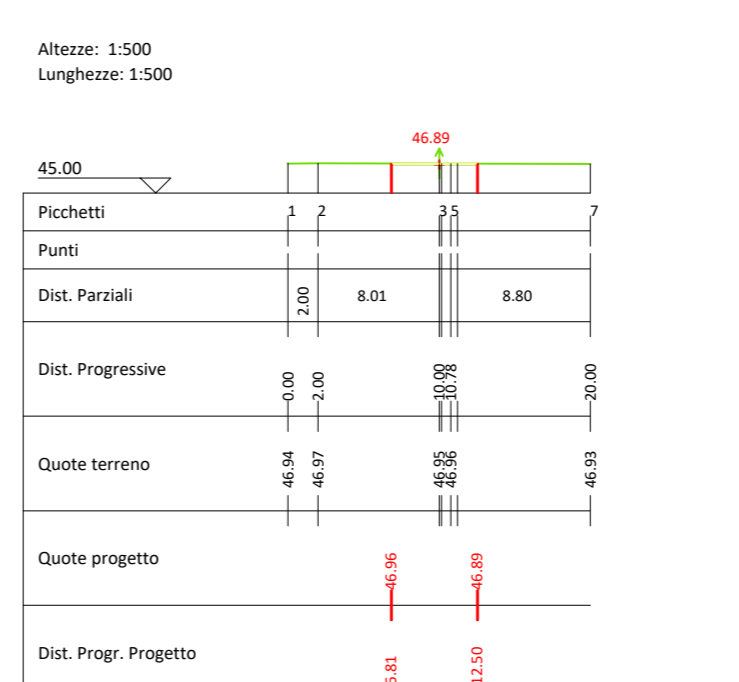 Altezze: 1:500
Lunghezze: 1:500
46.89
45.00
Picchetti 1 2 3 5 7
Punti
Dist. Parziali 2.00 8.01 8.80
Dist. Progressive 0.00 2.00 10.00 10.78 20.00
Quote terreno 46.94 46.97 46.95 46.96 46.93
Quote progetto 46.96 46.89
Dist. Progr. Progetto 12.50